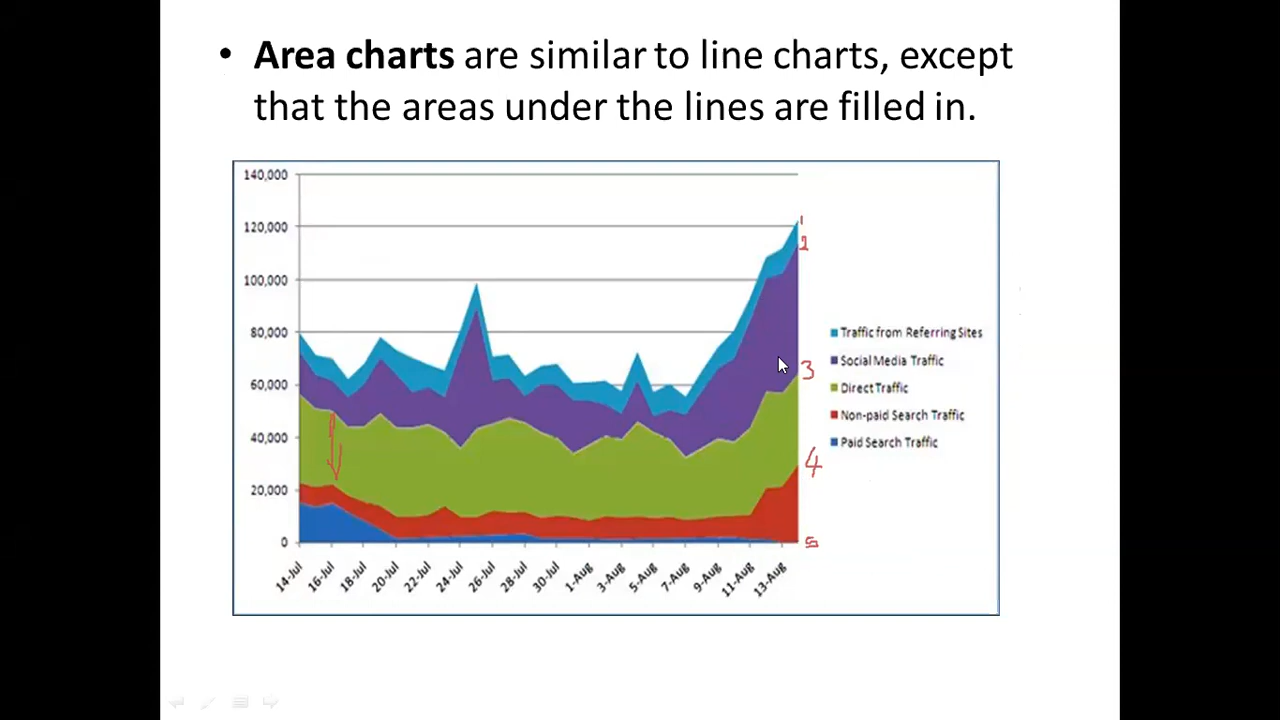 • Area charts are similar to line charts, except
that the areas under the lines are filled in.
140,000
120,000
100,000
80,000
60,000
40,000
20,000
0
14-Jul
16-Jul
18-Jul
20-Jul
22-Jul
24-Jul
26-Jul
28-Jul
30-Jul
1-Aug
3-Aug
5-Aug
7-Aug
9-Aug
11-Aug
13-Aug
1
2
3
4
5
Traffic from Referring Sites
Social Media Traffic
Direct Traffic
Non-paid Search Traffic
Paid Search Traffic